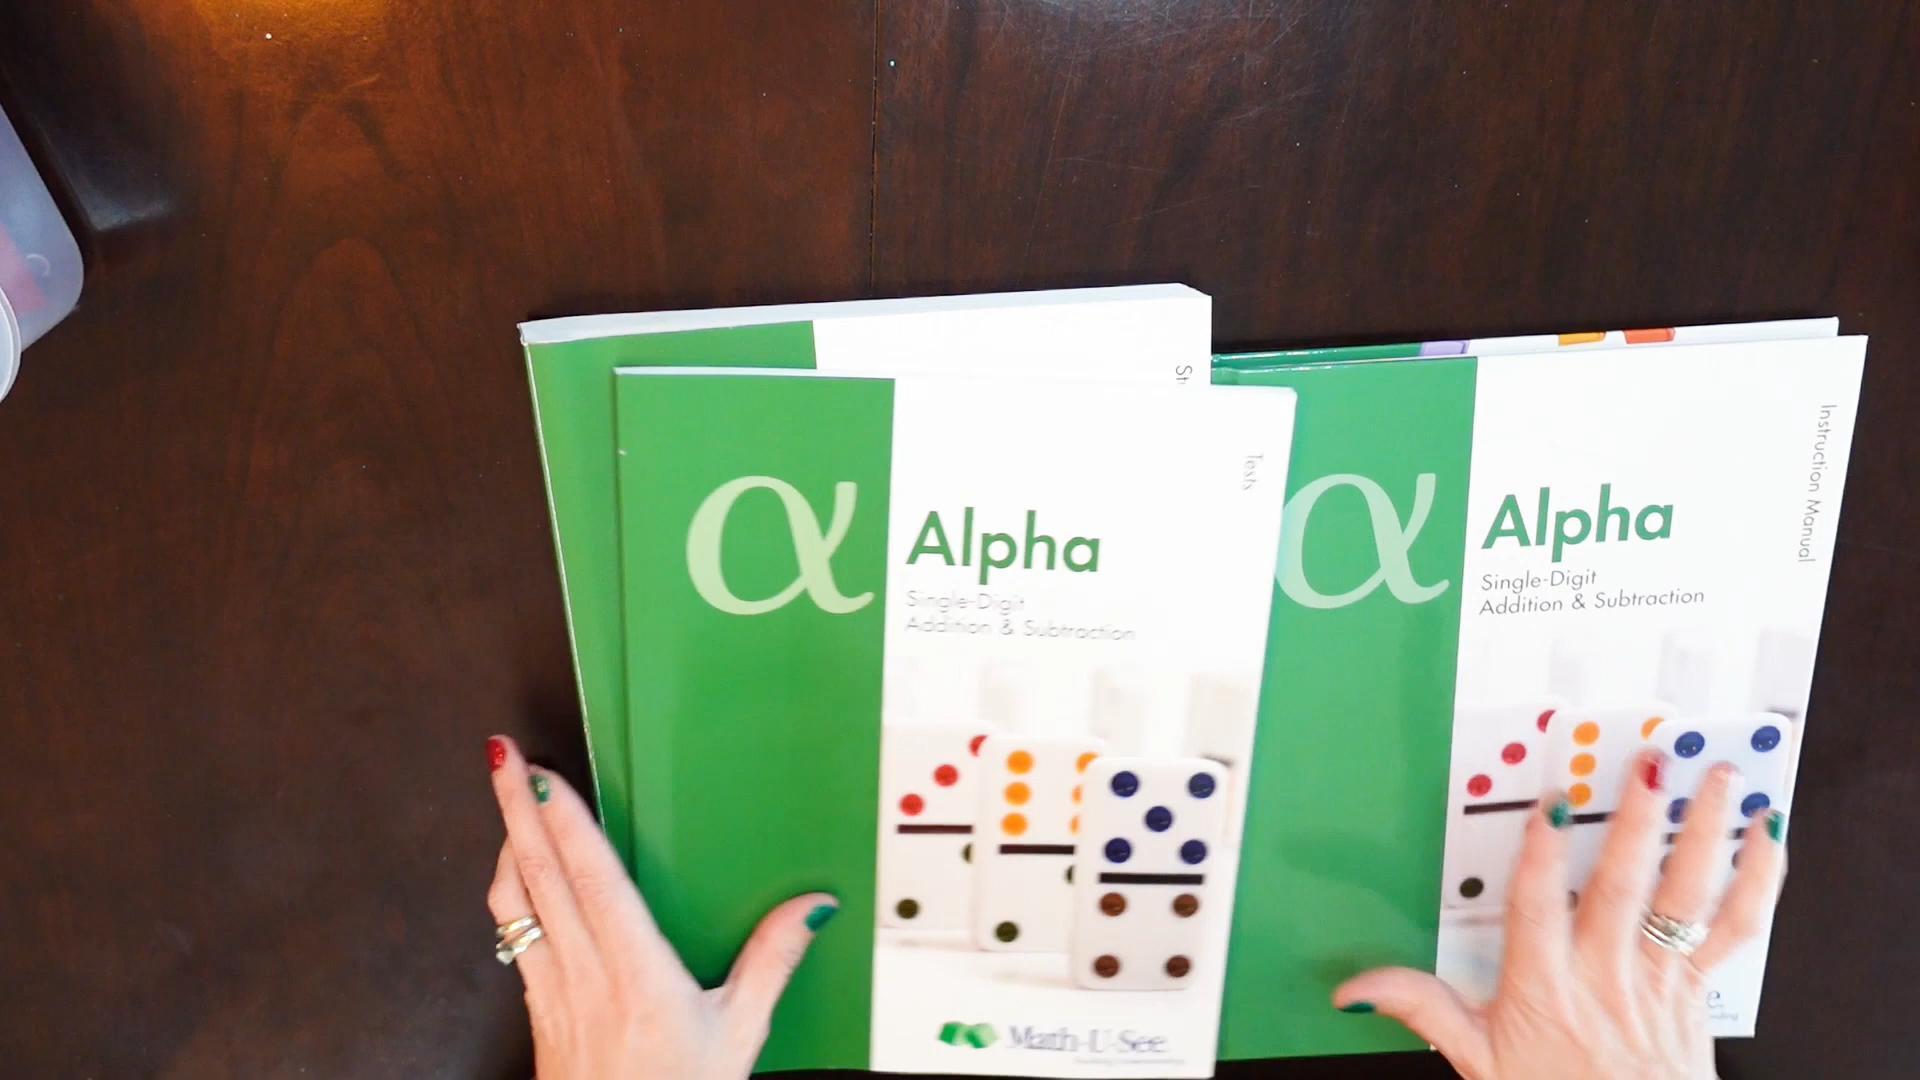 α
Alpha
Single-Digit
Addition & Subtraction
Tests
Math-U-See
α
Alpha
Single-Digit
Addition & Subtraction
Instruction Manual